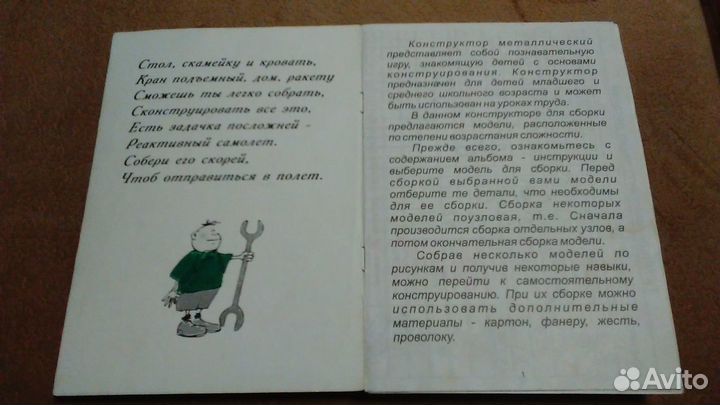 Стол, скамейку и кровать,
Кран подъемный, дом, ракету
Сможешь ты легко собрать,
Сконструировать все это,
Есть задачка посложней -
Реактивный самолет.
Собери его скорей,
Чтоб отправиться в полет.
Конструктор металлический
представляет собой познавательную
игру, знакомящую детей с основами
конструирования. Конструктор
предназначен для детей младшего и
среднего школьного возраста и может
быть использован на уроках труда.
В данном конструкторе для сборки
предлагаются модели, расположенные
по степени возрастания сложности.
Прежде всего, ознакомьтесь с
содержанием альбома - инструкции и
выберите модель для сборки. Перед
сборкой выбранной вами модели
отберите те детали, что необходимы
для ее сборки. Сборка некоторых
моделей поузловая, т.е. Сначала
производится сборка отдельных узлов, а
потом окончательная сборка модели.
Собрав несколько моделей по
рисункам и получив некоторые навыки,
можно перейти к самостоятельному
конструированию. При их сборке можно
использовать дополнительные
материалы - картон, фанеру, жесть,
проволоку.
1
Avito